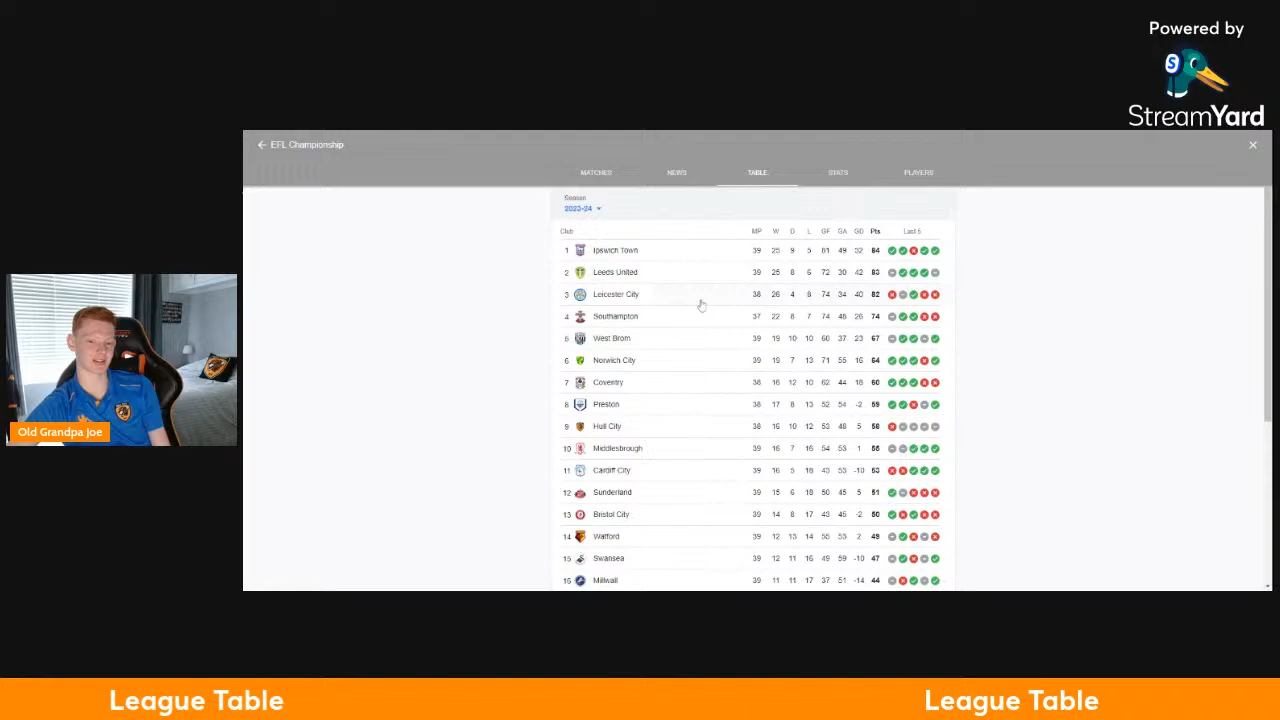 Powered by
StreamYard
EFL Championship
MATCHES NEWS TABLE STATS PLAYERS
Season
2023-24
Club MP W D L GF GA GD Pts Last 5
1 Ipswich Town 39 25 9 5 81 49 32 84
2 Leeds United 39 25 8 6 72 30 42 83
3 Leicester City 38 26 4 8 74 34 40 82
4 Southampton 37 22 8 7 74 48 26 74
5 West Brom 39 19 10 10 60 37 23 67
6 Norwich City 39 19 7 13 71 55 16 64
7 Coventry 38 16 12 10 62 44 18 60
8 Preston 38 17 8 13 52 54 -2 59
9 Hull City 38 16 10 12 53 48 5 58
10 Middlesbrough 39 16 7 16 54 53 1 55
11 Cardiff City 39 16 5 18 43 53 -10 53
12 Sunderland 39 15 6 18 50 45 5 51
13 Bristol City 39 14 8 17 43 45 -2 50
14 Watford 39 12 13 14 55 53 2 49
15 Swansea 39 12 11 16 49 59 -10 47
16 Millwall 39 11 11 17 37 51 -14 44
Old Grandpa Joe
League Table League Table